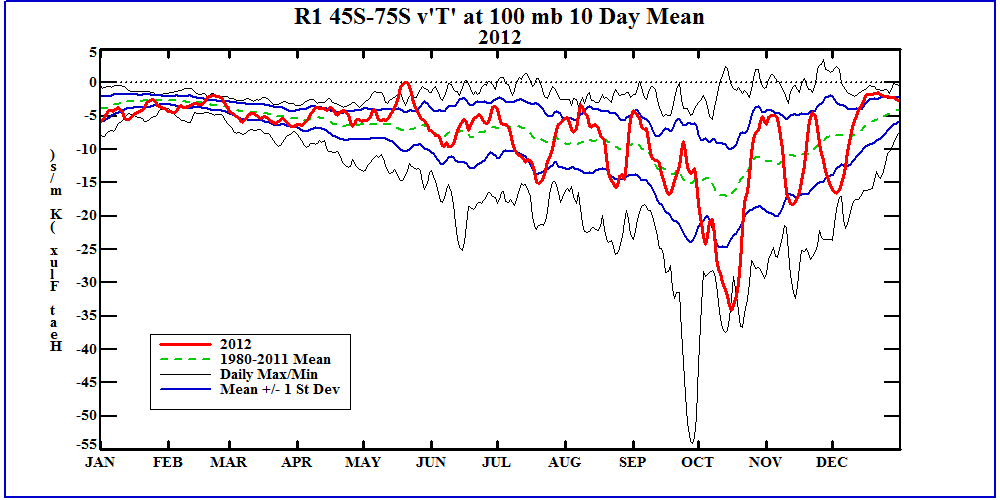 R1 45S-75S v'T' at 100 mb 10 Day Mean
2012
5
0
-5
-10
-15
-20
-25
-30
-35
-40
-45
-50
-55
Heat Flux (K m/s)
2012
1980-2011 Mean
Daily Max/Min
Mean +/- 1 St Dev
JAN FEB MAR APR MAY JUN JUL AUG SEP OCT NOV DEC